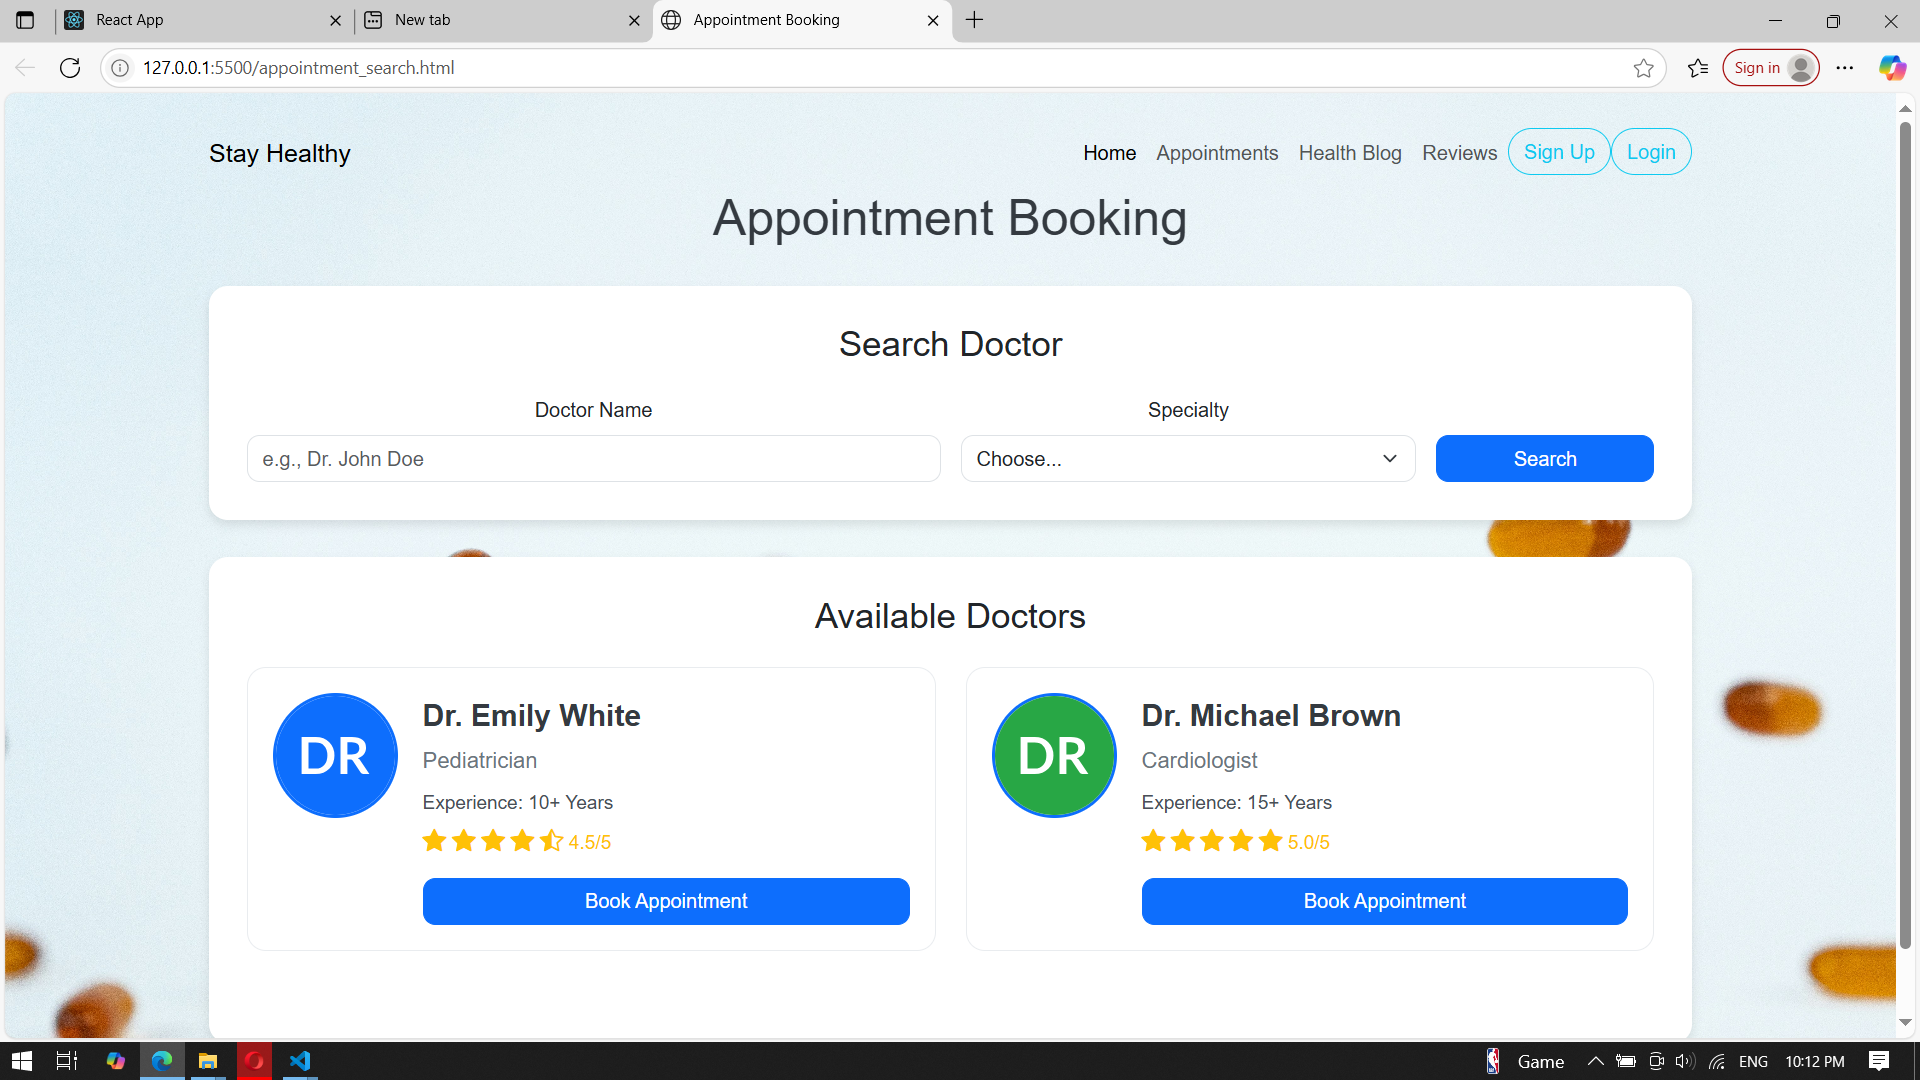 React App
New tab
Appointment Booking
127.0.0.1:5500/appointment_search.html
Sign in
Stay Healthy
Home
Appointments
Health Blog
Reviews
Sign Up
Login
Appointment Booking
Search Doctor
Doctor Name
Specialty
e.g., Dr. John Doe
Choose...
Search
Available Doctors
DR
Dr. Emily White
Pediatrician
Experience: 10+ Years
4.5/5
Book Appointment
DR
Dr. Michael Brown
Cardiologist
Experience: 15+ Years
5.0/5
Book Appointment
Game
ENG
10:12 PM